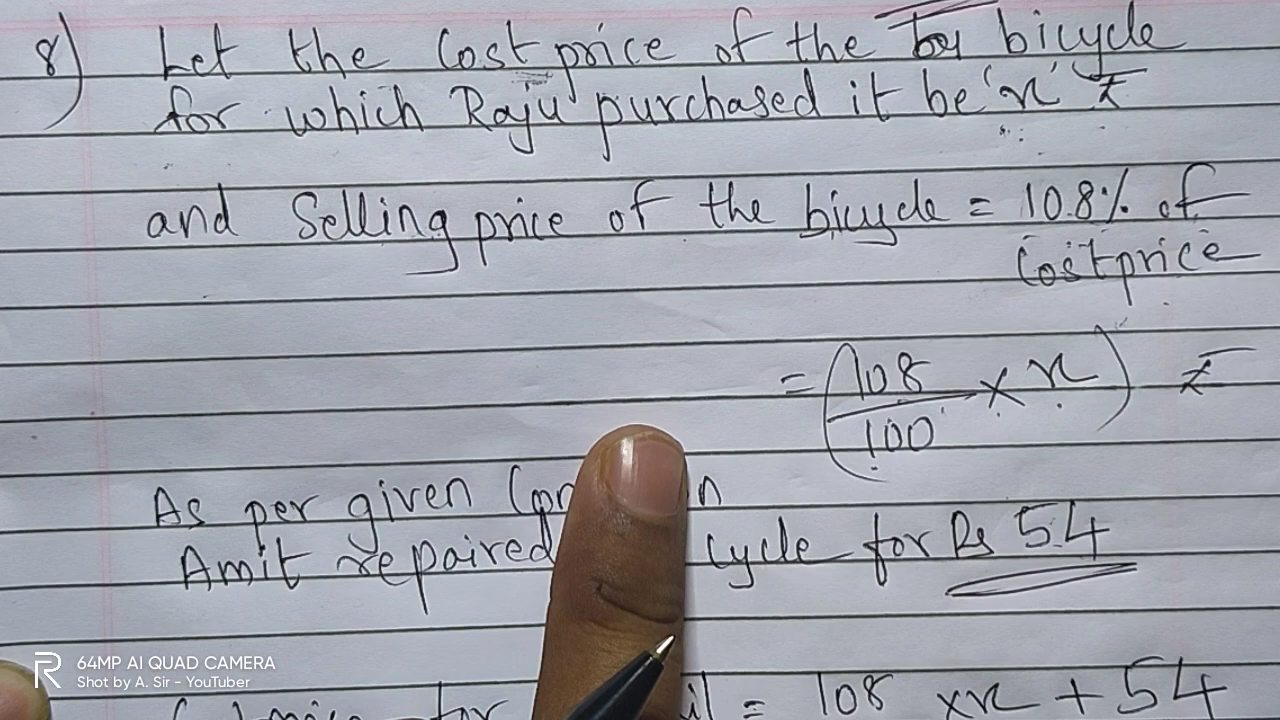 8) Let the Cost price of the bicycle
for which Raju purchased it be 'x' ₹
and Selling price of the bicycle = 108% of
Cost price
= (108/100 × x) ₹
As per given
Amit repaired cycle for Rs 54
= 108 × x + 54
64MP AI QUAD CAMERA
Shot by A. Sir - YouTuber